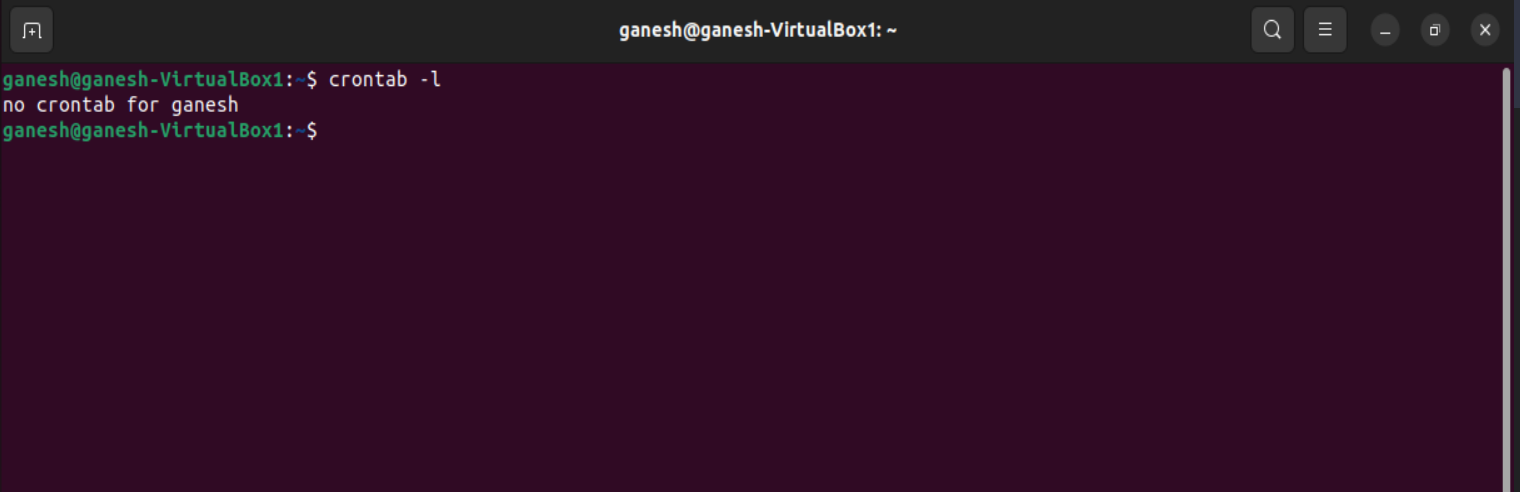 ganesh@ganesh-VirtualBox1: ~
ganesh@ganesh-VirtualBox1:~$ crontab -l
no crontab for ganesh
ganesh@ganesh-VirtualBox1:~$